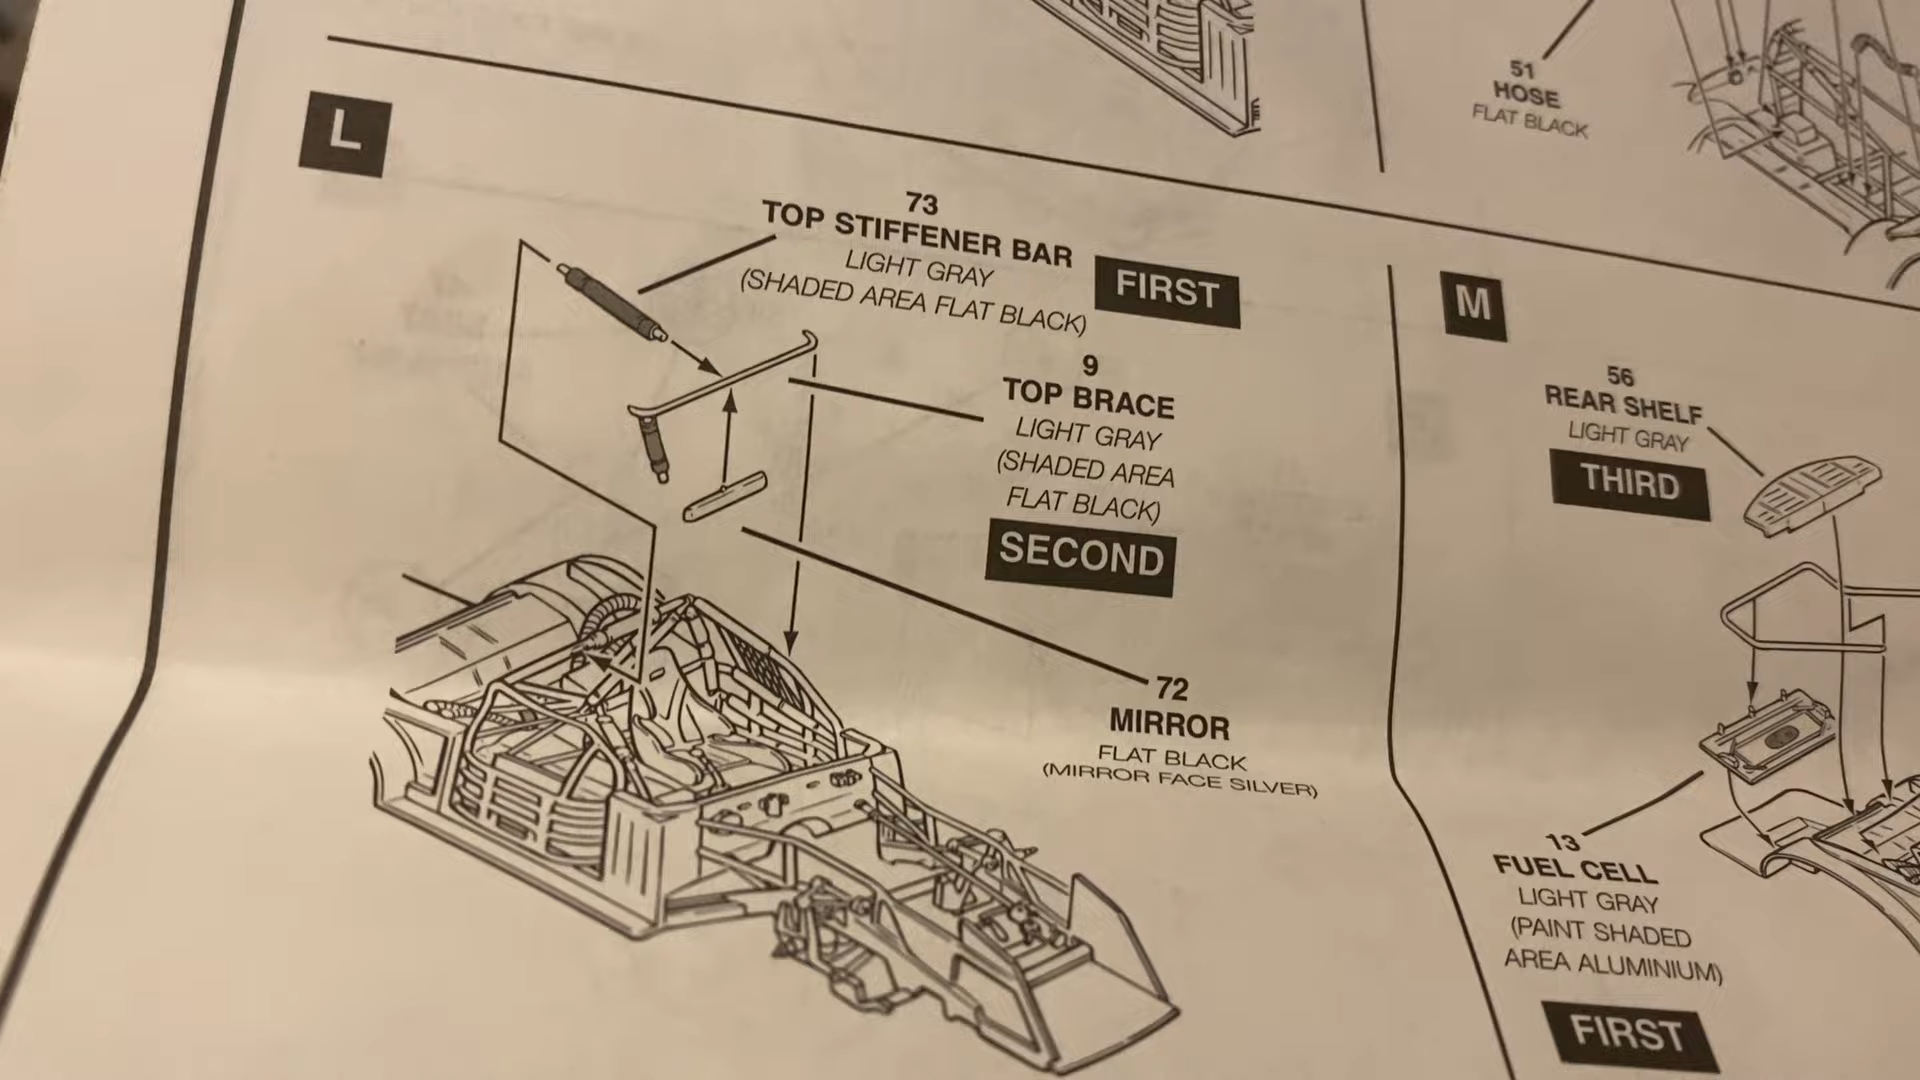 51
HOSE
FLAT BLACK
L
73
TOP STIFFENER BAR
LIGHT GRAY
(SHADED AREA FLAT BLACK)
FIRST
9
TOP BRACE
LIGHT GRAY
(SHADED AREA
FLAT BLACK)
SECOND
72
MIRROR
FLAT BLACK
(MIRROR FACE SILVER)
M
56
REAR SHELF
LIGHT GRAY
THIRD
13
FUEL CELL
LIGHT GRAY
(PAINT SHADED
AREA ALUMINIUM)
FIRST